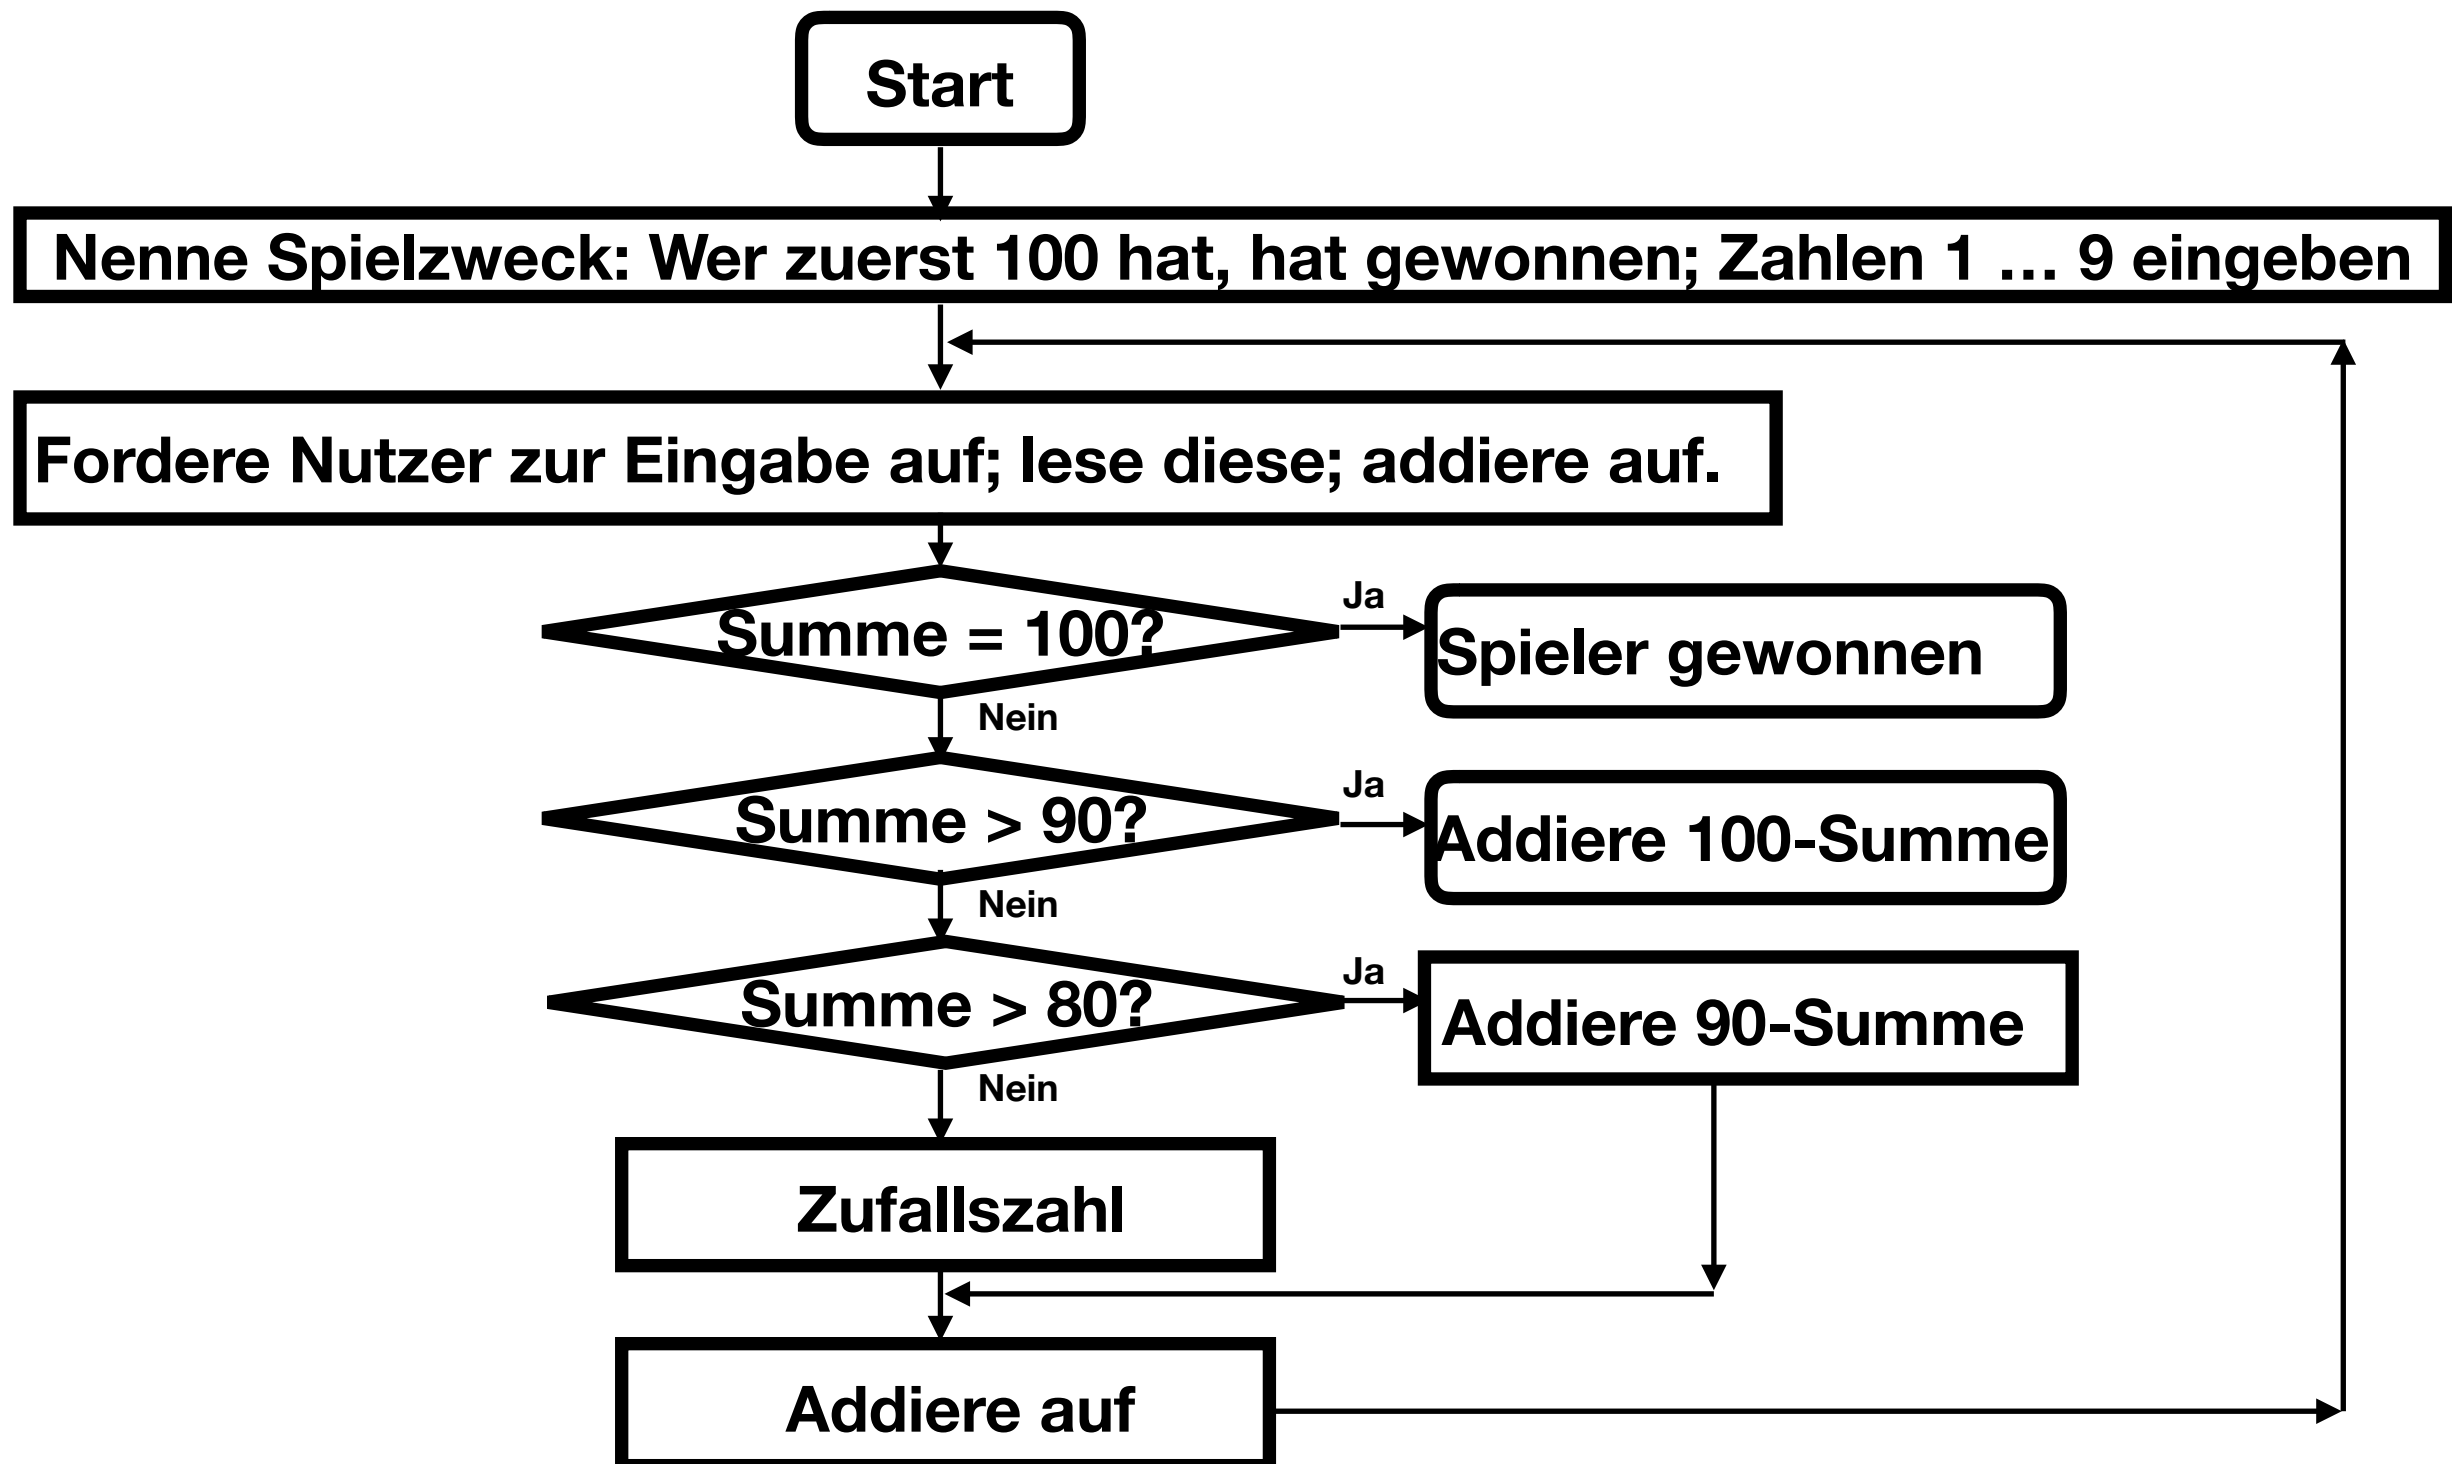 Start
Nenne Spielzweck: Wer zuerst 100 hat, hat gewonnen; Zahlen 1 … 9 eingeben
Fordere Nutzer zur Eingabe auf; lese diese; addiere auf.
Summe = 100?
Ja
Spieler gewonnen
Nein
Summe > 90?
Ja
Addiere 100-Summe
Nein
Summe > 80?
Ja
Addiere 90-Summe
Nein
Zufallszahl
Addiere auf